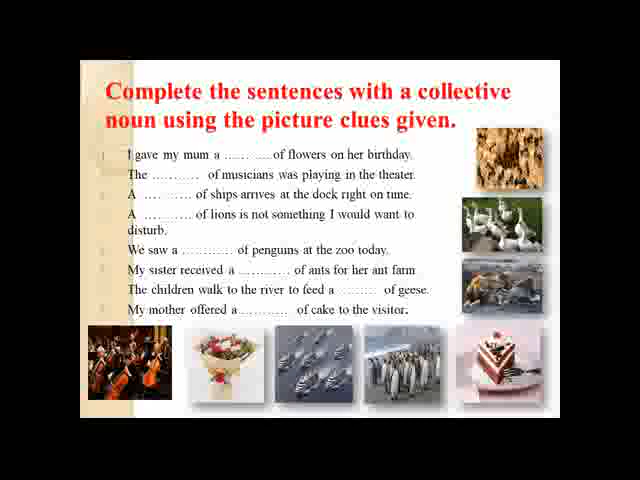 Complete the sentences with a collective
noun using the picture clues given.
I gave my mum a ………… of flowers on her birthday.
The ………… of musicians was playing in the theater.
A ………… of ships arrives at the dock right on time.
A ………… of lions is not something I would want to
disturb.
We saw a ………… of penguins at the zoo today.
My sister received a ………… of ants for her ant farm
The children walk to the river to feed a ……… of geese.
My mother offered a ………… of cake to the visitor.